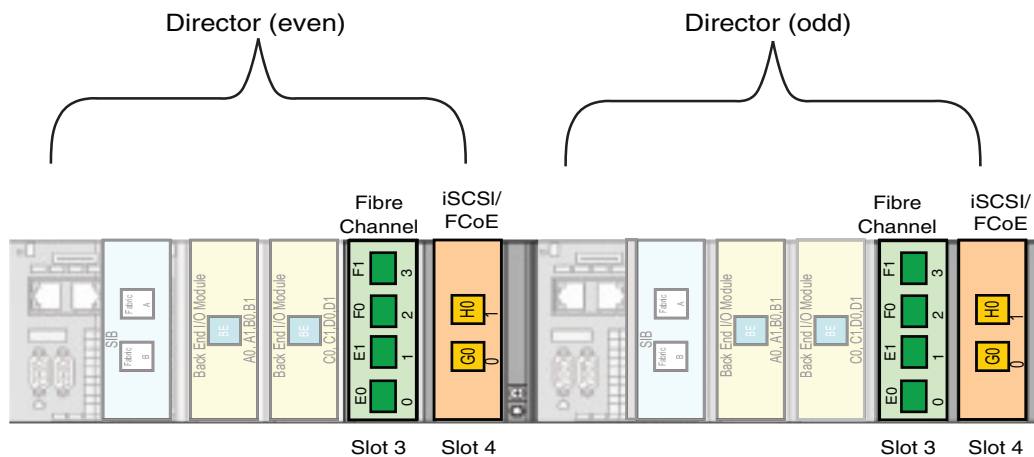 Director (even)
Director (odd)
Fibre
Channel
iSCSI/
FCoE
Fibre
Channel
iSCSI/
FCoE
SIB
Fabric
A
Fabric
B
Back End I/O Module
BE
A0, A1,B0,B1
Back End I/O Module
BE
C0, C1,D0,D1
F1
3
F0
2
E1
1
E0
0
H0
1
G0
0
SIB
Fabric
A
Fabric
B
Back End I/O Module
BE
A0, A1,B0,B1
Back End I/O Module
BE
C0, C1,D0,D1
F1
3
F0
2
E1
1
E0
0
H0
1
G0
0
Slot 3
Slot 4
Slot 3
Slot 4